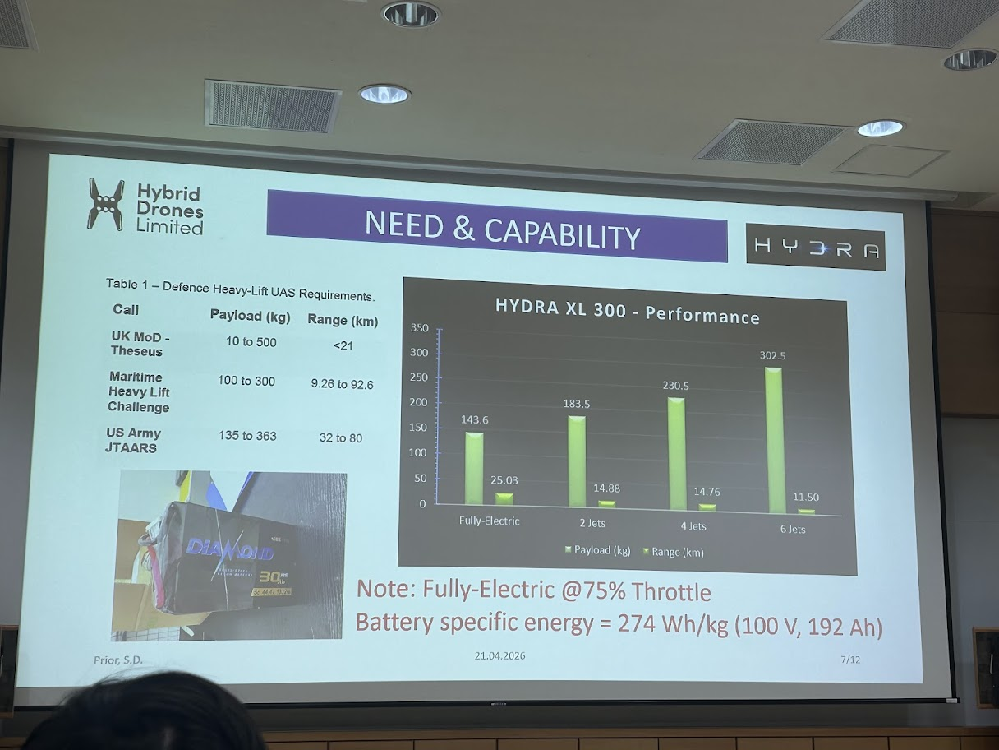 Hybrid
Drones
Limited
NEED & CAPABILITY
HYDRA
Table 1 – Defence Heavy-Lift UAS Requirements.
Call Payload (kg) Range (km)
UK MoD -
Theseus 10 to 500 <21
Maritime
Heavy Lift
Challenge 100 to 300 9.26 to 92.6
US Army
JTAARS 135 to 363 32 to 80
HYDRA XL 300 - Performance
350
300
250
200
150
100
50
0
143.6 25.03
183.5 14.88
230.5 14.76
302.5 11.50
Fully-Electric 2 Jets 4 Jets 6 Jets
Payload (kg) Range (km)
DIAMOND
30
Ah
Note: Fully-Electric @75% Throttle
Battery specific energy = 274 Wh/kg (100 V, 192 Ah)
Prior, S.D. 21.04.2026 7/12